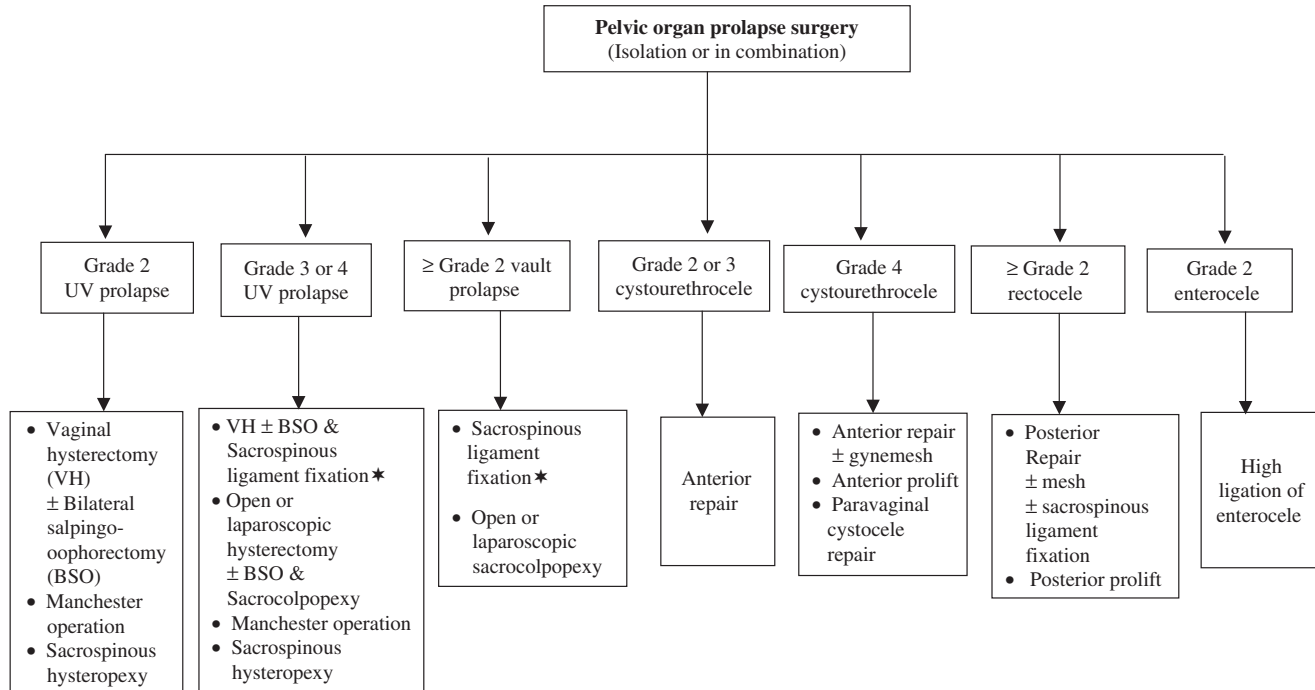 Pelvic organ prolapse surgery
(Isolation or in combination)
Grade 2
UV prolapse
Grade 3 or 4
UV prolapse
≥ Grade 2 vault
prolapse
Grade 2 or 3
cystourethrocele
Grade 4
cystourethrocele
≥ Grade 2
rectocele
Grade 2
enterocele
• Vaginal
hysterectomy
(VH)
± Bilateral
salpingo-
oophorectomy
(BSO)
• Manchester
operation
• Sacrospinous
hysteropexy
• VH ± BSO &
Sacrospinous
ligament fixation★
• Open or
laparoscopic
hysterectomy
± BSO &
Sacrocolpopexy
• Manchester operation
• Sacrospinous
hysteropexy
• Sacrospinous
ligament
fixation★
• Open or
laparoscopic
sacrocolpopexy
Anterior
repair
• Anterior repair
± gynemesh
• Anterior prolift
• Paravaginal
cystocele
repair
• Posterior
Repair
± mesh
± sacrospinous
ligament
fixation
• Posterior prolift
High
ligation of
enterocele